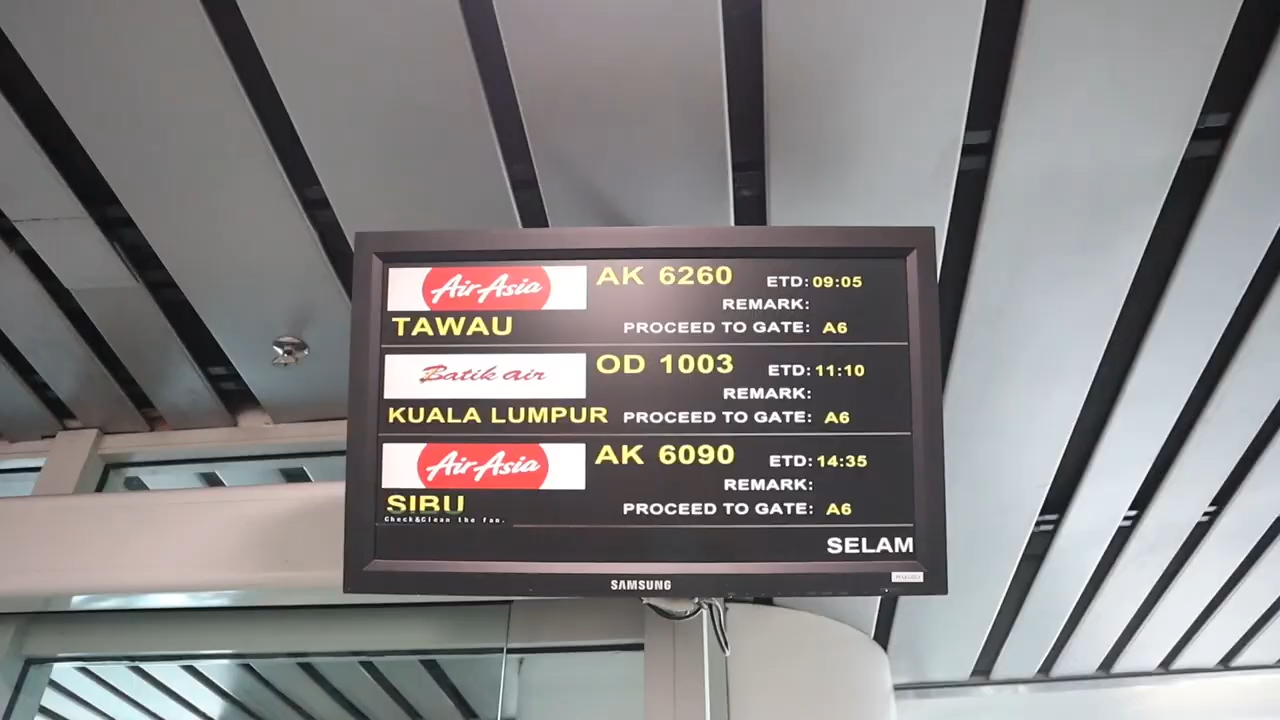 AirAsia AK 6260 ETD: 09:05
REMARK:
TAWAU PROCEED TO GATE: A6
Batik air OD 1003 ETD: 11:10
REMARK:
KUALA LUMPUR PROCEED TO GATE: A6
AirAsia AK 6090 ETD: 14:35
REMARK:
SIBU PROCEED TO GATE: A6
Check&Clean the fan.
SELAM
SAMSUNG